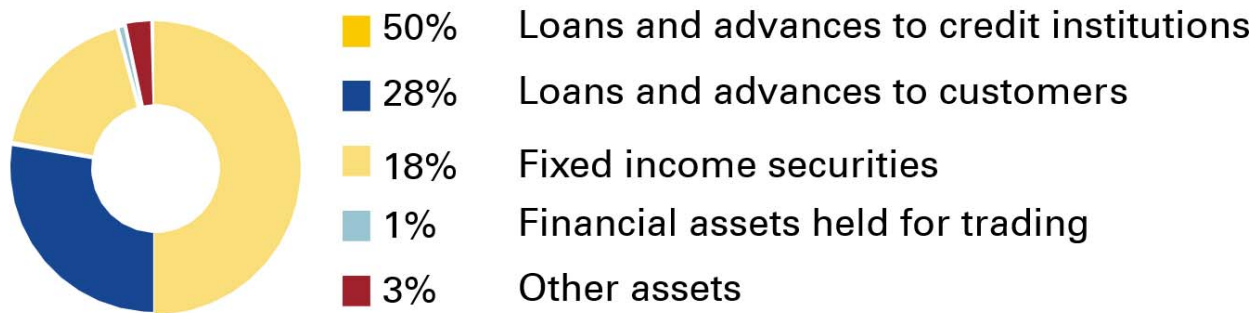 50% Loans and advances to credit institutions
28% Loans and advances to customers
18% Fixed income securities
1% Financial assets held for trading
3% Other assets